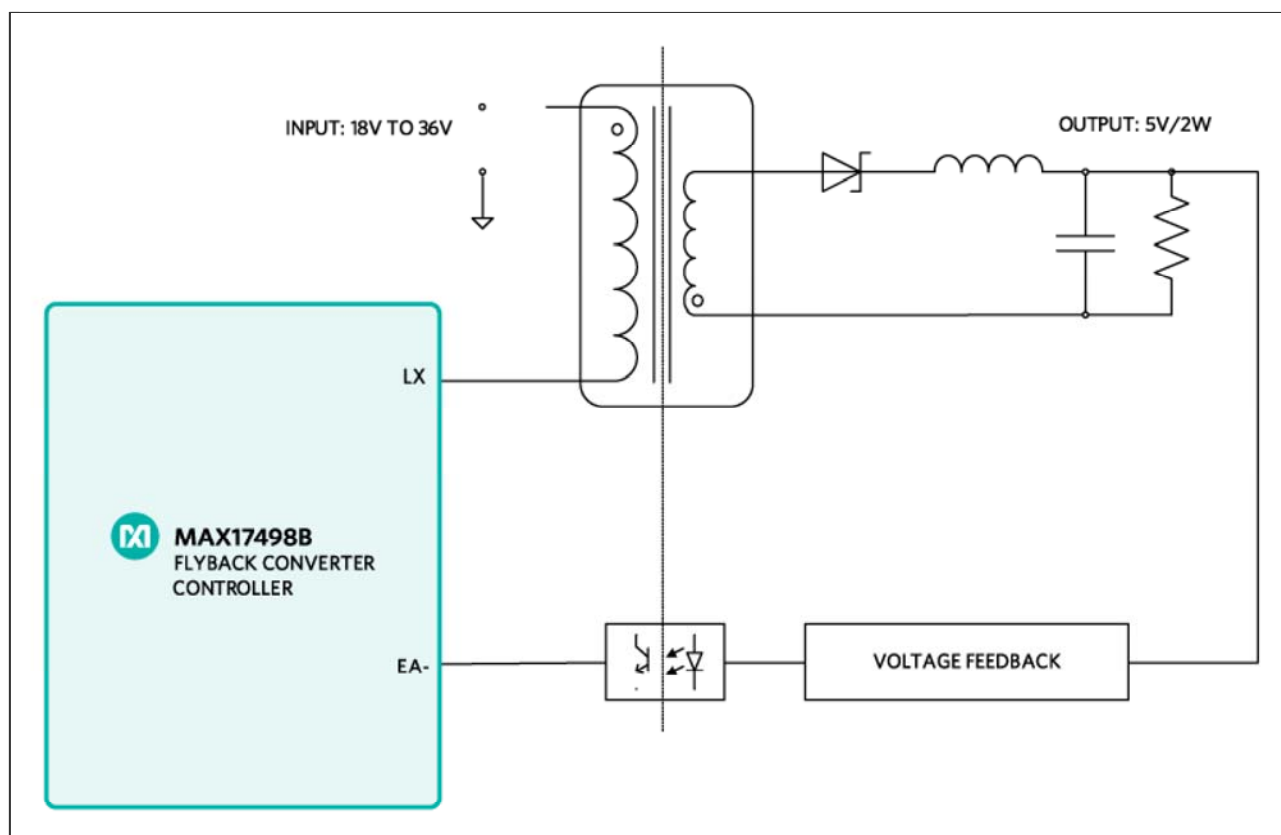 INPUT: 18V TO 36V
OUTPUT: 5V/2W
LX
MAX17498B
FLYBACK CONVERTER
CONTROLLER
EA-
VOLTAGE FEEDBACK